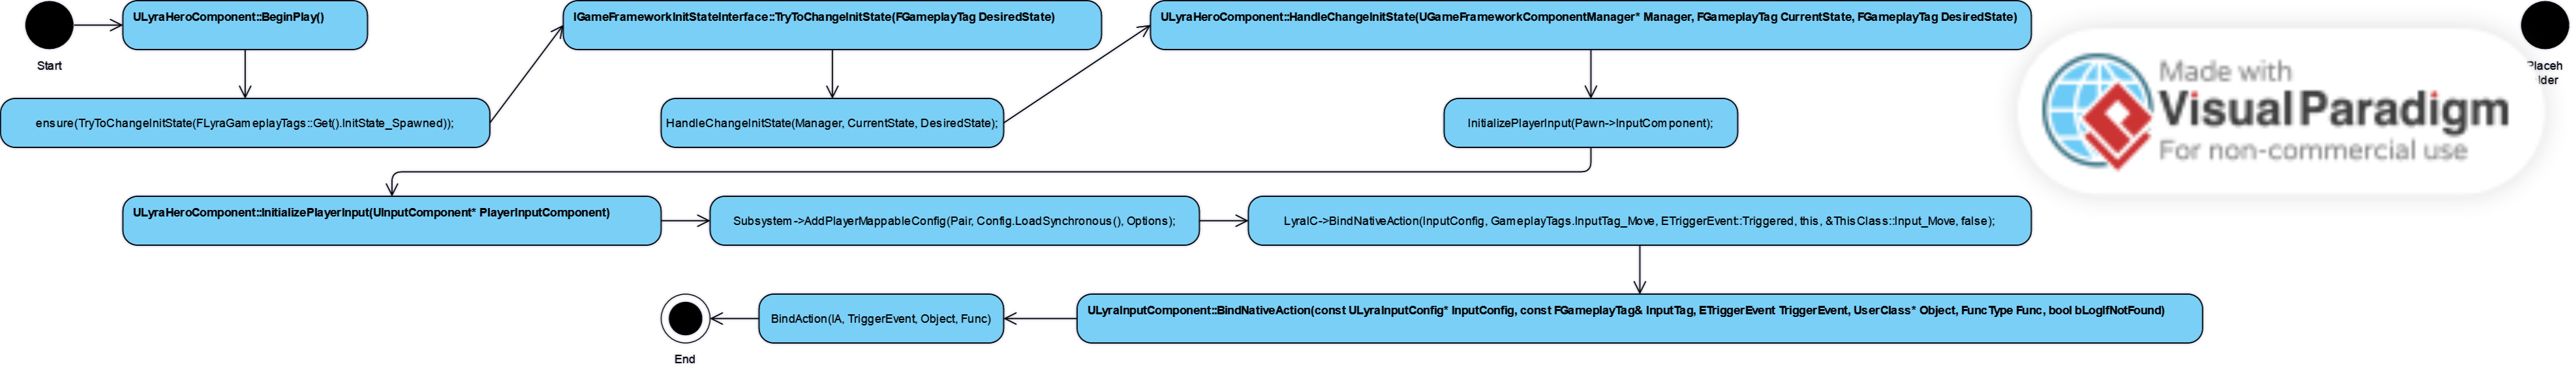 ULyraHeroComponent::BeginPlay()
IGameFrameworkInitStateInterface::TryToChangeInitState(FGameplayTag DesiredState)
ULyraHeroComponent::HandleChangeInitState(UGameFrameworkComponentManager* Manager, FGameplayTag CurrentState, FGameplayTag DesiredState)
Start
ensure(TryToChangeInitState(FLyraGameplayTags::Get().InitState_Spawned));
HandleChangeInitState(Manager, CurrentState, DesiredState);
InitializePlayerInput(Pawn->InputComponent);
Made with
Visual Paradigm
For non-commercial use
Placeh
lder
ULyraHeroComponent::InitializePlayerInput(UInputComponent* PlayerInputComponent)
Subsystem->AddPlayerMappableConfig(Pair, Config.LoadSynchronous(), Options);
LyraIC->BindNativeAction(InputConfig, GameplayTags.InputTag_Move, ETriggerEvent::Triggered, this, &ThisClass::Input_Move, false);
BindAction(IA, TriggerEvent, Object, Func)
ULyraInputComponent::BindNativeAction(const ULyraInputConfig* InputConfig, const FGameplayTag& InputTag, ETriggerEvent TriggerEvent, UserClass* Object, FuncType Func, bool bLogIfNotFound)
End